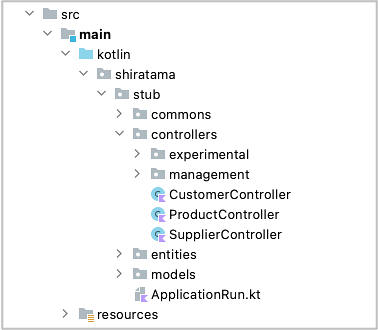 src
main
kotlin
shiratama
stub
commons
controllers
experimental
management
CustomerController
ProductController
SupplierController
entities
models
ApplicationRun.kt
resources